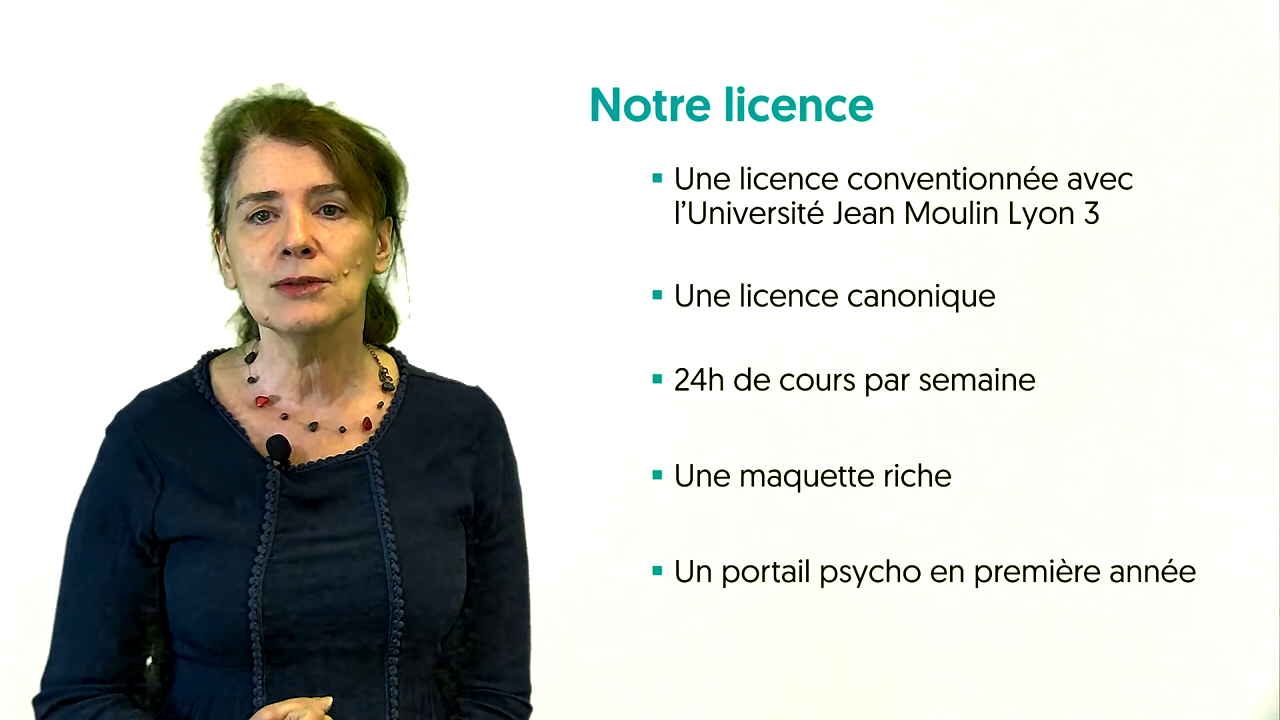 Notre licence
▪ Une licence conventionnée avec
l’Université Jean Moulin Lyon 3
▪ Une licence canonique
▪ 24h de cours par semaine
▪ Une maquette riche
▪ Un portail psycho en première année